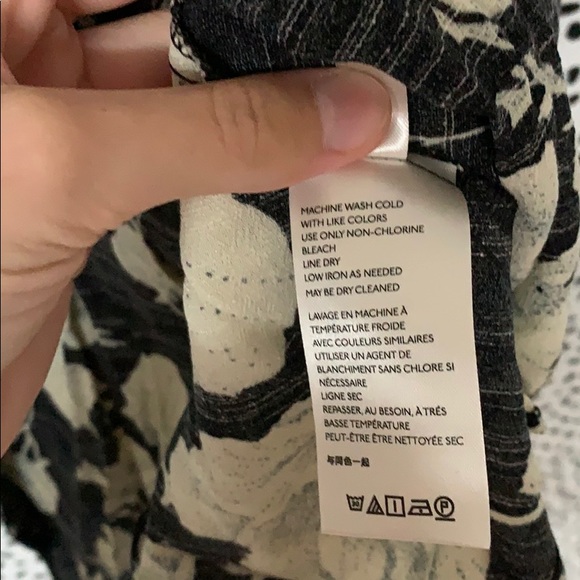 MACHINE WASH COLD
WITH LIKE COLORS
USE ONLY NON-CHLORINE
BLEACH
LINE DRY
LOW IRON AS NEEDED
MAY BE DRY CLEANED
LAVAGE EN MACHINE À
TEMPÉRATURE FROIDE
AVEC COULEURS SIMILAIRES
UTILISER UN AGENT DE
BLANCHIMENT SANS CHLORE SI
NÉCESSAIRE
LIGNE SEC
REPASSER, AU BESOIN, À TRÉS
BASSE TEMPÉRATURE
PEUT-ÊTRE ÊTRE NETTOYÉE SEC
与同色一起
30 P